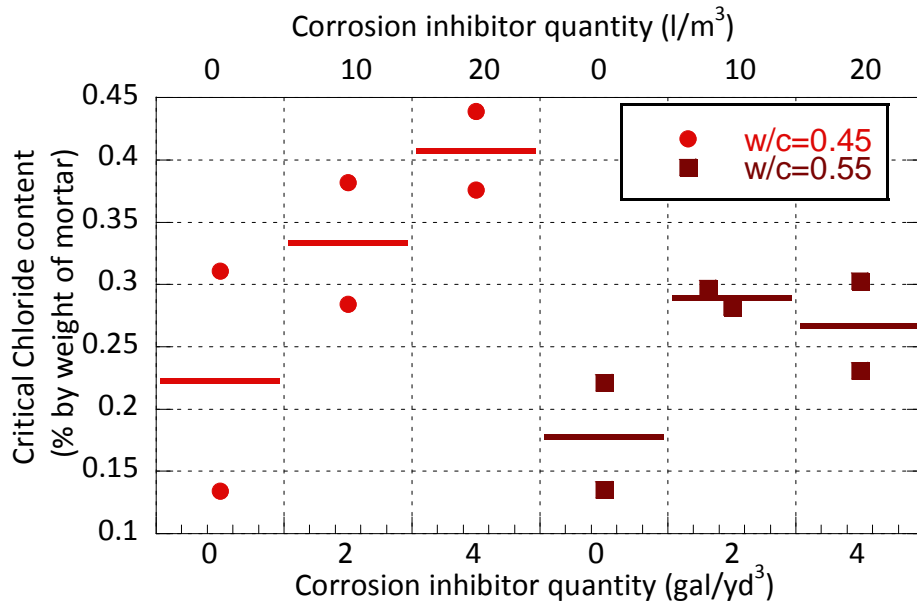 Corrosion inhibitor quantity (l/m³)
0 10 20 0 10 20
0.45
0.4
0.35
0.3
0.25
0.2
0.15
0.1
Critical Chloride content
(% by weight of mortar)
w/c=0.45
w/c=0.55
0 2 4 0 2 4
Corrosion inhibitor quantity (gal/yd³)